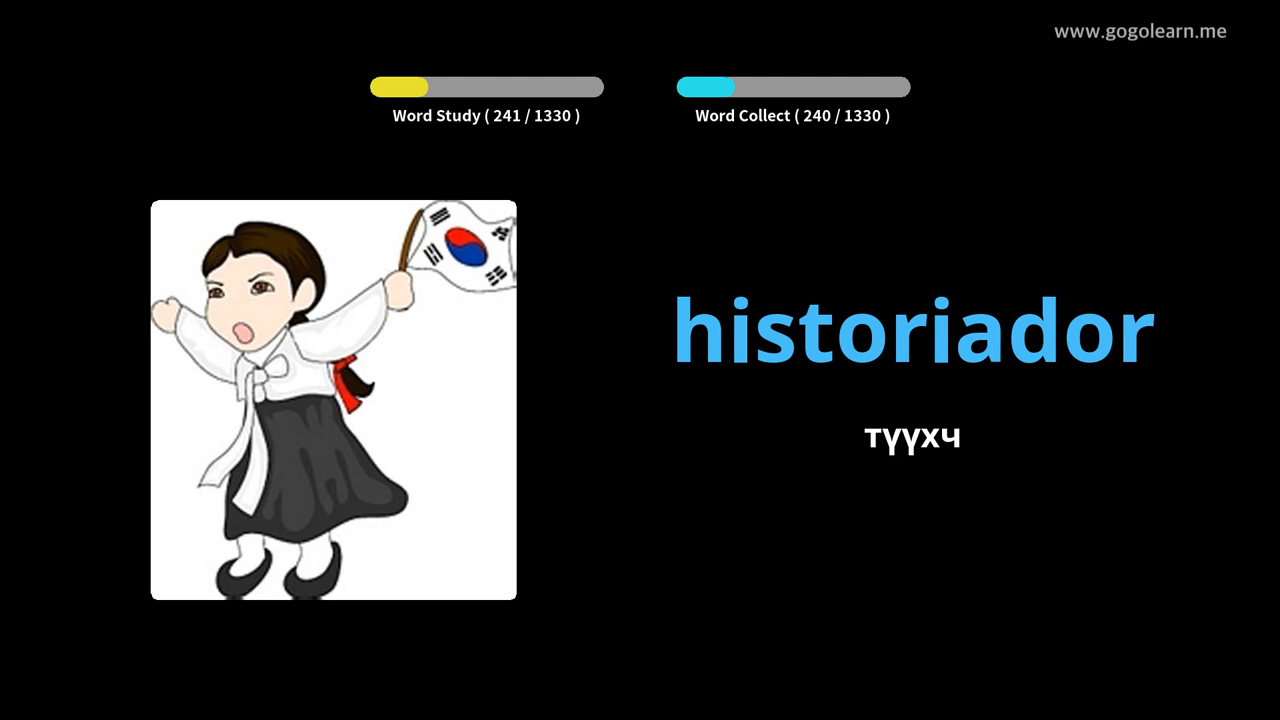 www.gogolearn.me
Word Study ( 241 / 1330 )
Word Collect ( 240 / 1330 )
historiador
түүхч